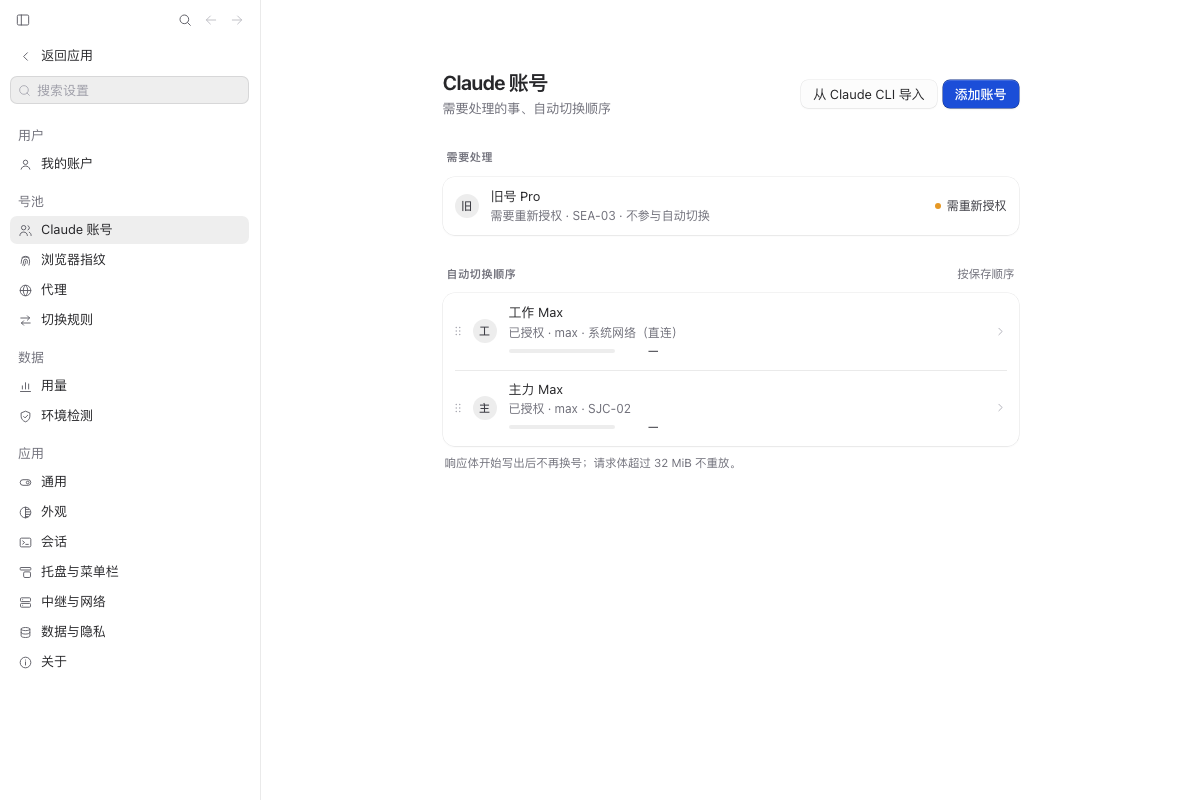 返回应用
搜索设置
用户
我的账户
号池
Claude 账号
浏览器指纹
代理
切换规则
数据
用量
环境检测
应用
通用
外观
会话
托盘与菜单栏
中继与网络
数据与隐私
关于
Claude 账号
需要处理的事、自动切换顺序
从 Claude CLI 导入
添加账号
需要处理
旧
旧号 Pro
需要重新授权 · SEA-03 · 不参与自动切换
需重新授权
自动切换顺序
按保存顺序
工
工作 Max
已授权 · max · 系统网络（直连）
—
主
主力 Max
已授权 · max · SJC-02
—
响应体开始写出后不再换号；请求体超过 32 MiB 不重放。